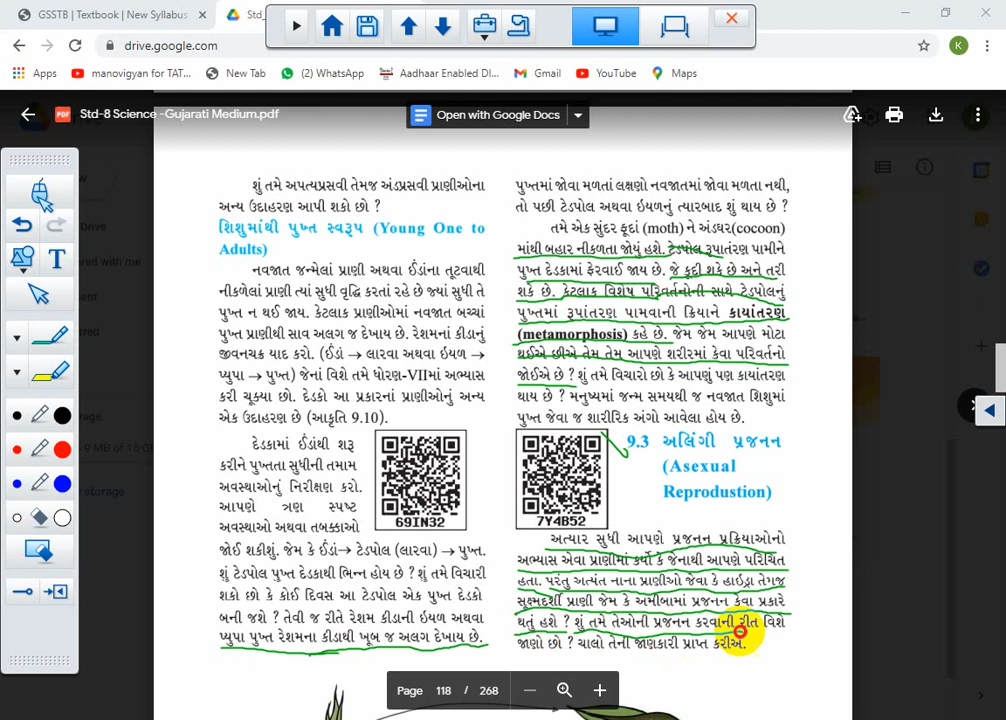 GSSTB | Textbook | New Syllabus
Std_
drive.google.com
K
Apps
manovigyan for TAT...
New Tab
(2) WhatsApp
Aadhaar Enabled DI...
Gmail
YouTube
Maps
Std-8 Science -Gujarati Medium.pdf
Open with Google Docs
શું તમે અપત્યપ્રસવી તેમજ અંડપ્રસવી પ્રાણીઓના
અન્ય ઉદાહરણ આપી શકો છો ?
શિશુમાંથી પુખ્ત સ્વરૂપ (Young One to
Adults)
નવજાત જન્મેલાં પ્રાણી અથવા ઈંડાંના તૂટવાથી
નીકળેલાં પ્રાણી ત્યાં સુધી વૃદ્ધિ કરતાં રહે છે જ્યાં સુધી તે
પુખ્ત ન થઈ જાય. કેટલાક પ્રાણીઓમાં નવજાત બચ્ચાં
પુખ્ત પ્રાણીથી સાવ અલગ જ દેખાય છે. રેશમના કીડાનું
જીવનચક્ર યાદ કરો. (ઈંડાં → લારવા અથવા ઇયળ →
પ્યુપા → પુખ્ત) જેનાં વિશે તમે ધોરણ-VIIમાં અભ્યાસ
કરી ચૂક્યા છો. દેડકો આ પ્રકારનાં પ્રાણીઓનું અન્ય
એક ઉદાહરણ છે (આકૃતિ 9.10).
દેડકામાં ઈંડાંથી શરૂ
કરીને પુખ્તતા સુધીની તમામ
અવસ્થાઓનું નિરીક્ષણ કરો.
આપણે ત્રણ સ્પષ્ટ
અવસ્થાઓ અથવા તબક્કાઓ
69IN32
જોઈ શકીશું. જેમ કે ઈંડાં→ ટેડપોલ (લારવા) → પુખ્ત.
શું ટેડપોલ પુખ્ત દેડકાથી ભિન્ન હોય છે ? શું તમે વિચારી
શકો છો કે કોઈ દિવસ આ ટેડપોલ એક પુખ્ત દેડકો
બની જશે ? તેવી જ રીતે રેશમ કીડાની ઇયળ અથવા
પ્યુપા પુખ્ત રેશમના કીડાથી ખૂબ જ અલગ દેખાય છે.
પુખ્તમાં જોવા મળતાં લક્ષણો નવજાતમાં જોવા મળતા નથી,
તો પછી ટેડપોલ અથવા ઇયળનું ત્યારબાદ શું થાય છે ?
તમે એક સુંદર ફૂદાં (moth) ને અંડઘર(cocoon)
માંથી બહાર નીકળતા જોયું હશે. ટેડપોલ રૂપાતંરણ પામીને
પુખ્ત દેડકામાં ફેરવાઈ જાય છે. જે કૂદી શકે છે અને તરી
શકે છે. કેટલાક વિશેષ પરિવર્તનોની સાથે ટેડપોલનું
પુખ્તમાં રૂપાંતરણ પામવાની ક્રિયાને કાયાંતરણ
(metamorphosis) કહે છે. જેમ જેમ આપણે મોટા
થઈએ છીએ તેમ તેમ આપણે શરીરમાં કેવા પરિવર્તનો
જોઈએ છે ? શું તમે વિચારો છો કે આપણું પણ કાયાંતરણ
થાય છે ? મનુષ્યમાં જન્મ સમયથી જ નવજાત શિશુમાં
પુખ્ત જેવા જ શારીરિક અંગો આવેલા હોય છે.
7Y4B52
9.3 અલિંગી પ્રજનન
(Asexual
Reprodustion)
અત્યાર સુધી આપણે પ્રજનન પ્રક્રિયાઓનો
અભ્યાસ એવા પ્રાણીમાં કર્યો કે જેનાથી આપણે પરિચિત
હતા. પરંતુ અત્યંત નાના પ્રાણીઓ જેવા કે હાઇડ્રા તેમજ
સૂક્ષ્મદર્શી પ્રાણી જેમ કે અમીબામાં પ્રજનન કેવા પ્રકારે
થતું હશે ? શું તમે તેઓની પ્રજનન કરવાની રીત વિશે
જાણો છો ? ચાલો તેની જાણકારી પ્રાપ્ત કરીએ.
Page 118 / 268